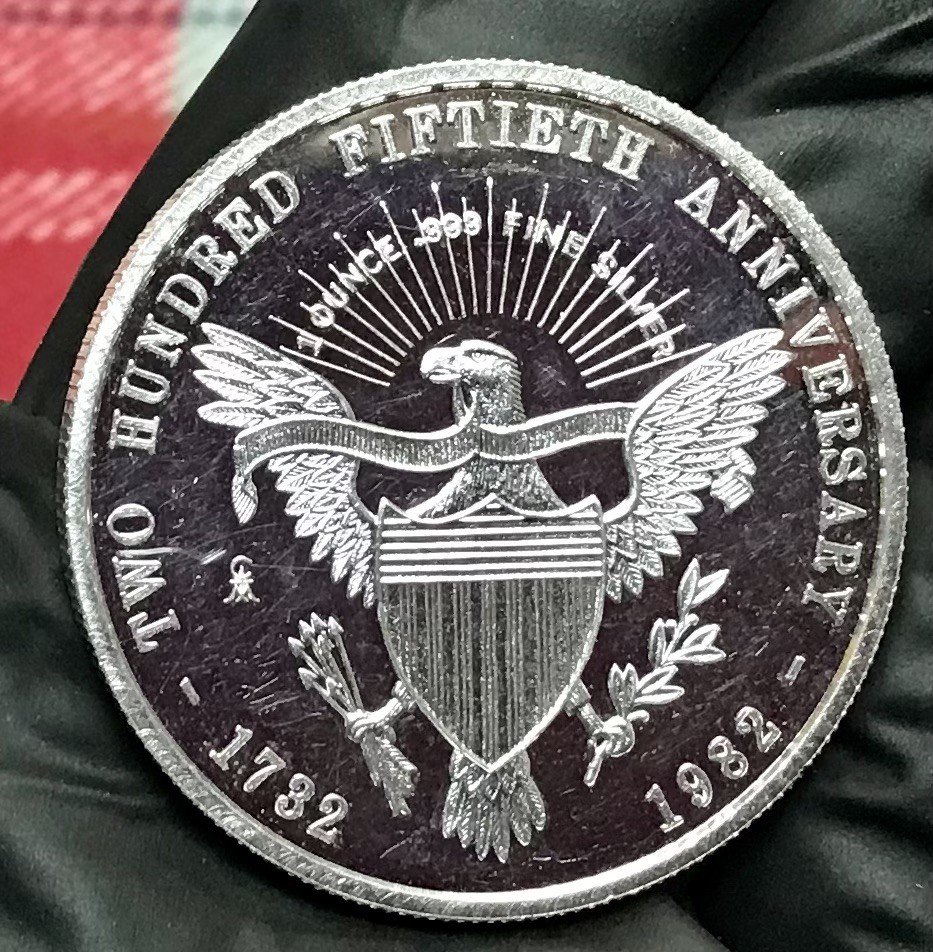 TWO HUNDRED FIFTIETH ANNIVERSARY
1 OUNCE .999 FINE SILVER
- 1732
1982 -